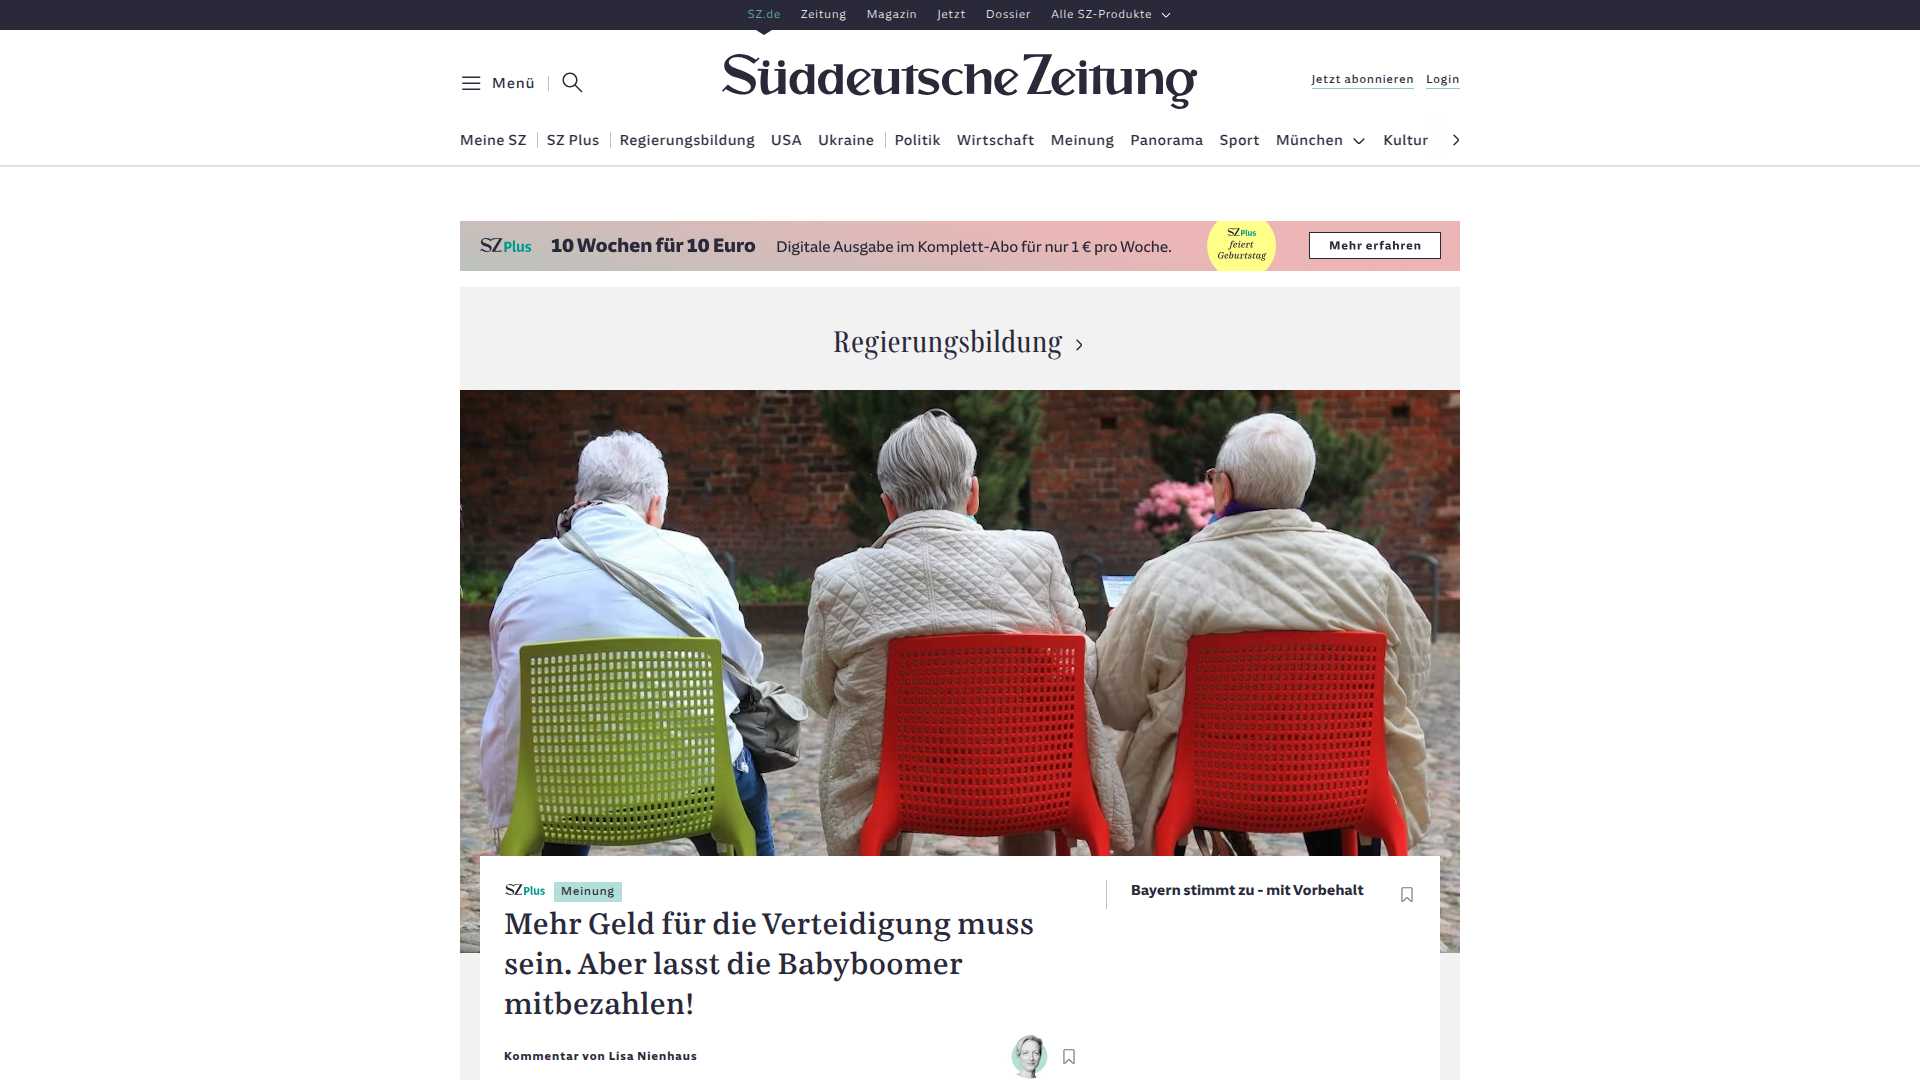 SZ.de Zeitung Magazin Jetzt Dossier Alle SZ-Produkte
Menü
Süddeutsche Zeitung
Jetzt abonnieren Login
Meine SZ SZ Plus Regierungsbildung USA Ukraine Politik Wirtschaft Meinung Panorama Sport München Kultur
SZ Plus 10 Wochen für 10 Euro Digitale Ausgabe im Komplett-Abo für nur 1 € pro Woche.
SZ Plus
feiert
Geburtstag
Mehr erfahren
Regierungsbildung
SZ Plus Meinung
Mehr Geld für die Verteidigung muss
sein. Aber lasst die Babyboomer
mitbezahlen!
Kommentar von Lisa Nienhaus
Bayern stimmt zu - mit Vorbehalt